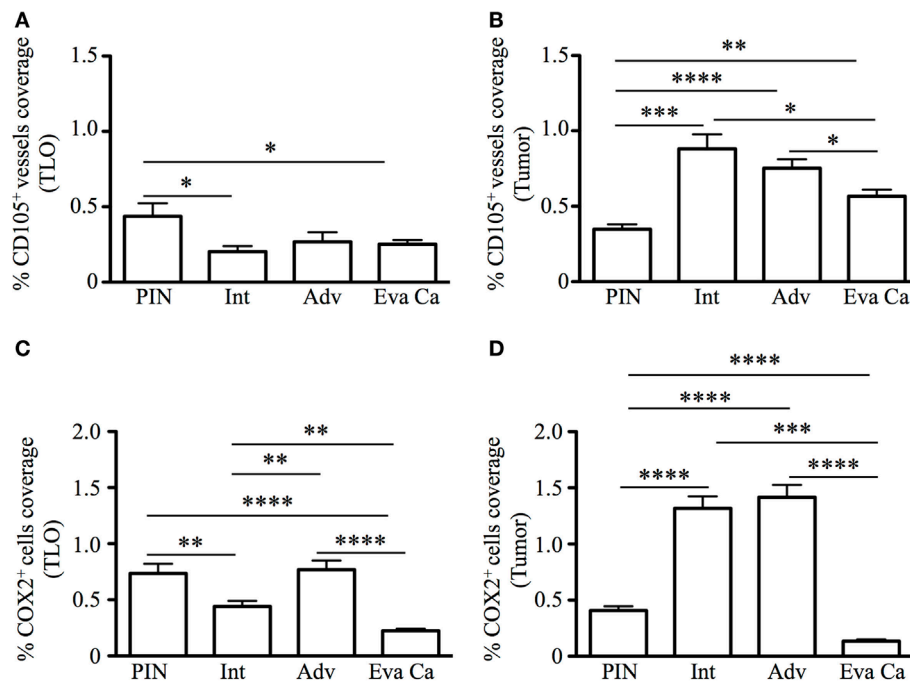 A
% CD105+ vessels coverage
(TLO)
1.5
1.0
0.5
0
*
*
PIN Int Adv Eva Ca
B
% CD105+ vessels coverage
(Tumor)
1.5
1.0
0.5
0
**
****
***
*
*
PIN Int Adv Eva Ca
C
% COX2+ cells coverage
(TLO)
2.0
1.5
1.0
0.5
0
**
**
****
**
****
PIN Int Adv Eva Ca
D
% COX2+ cells coverage
(Tumor)
2.0
1.5
1.0
0.5
0
****
****
***
****
****
PIN Int Adv Eva Ca